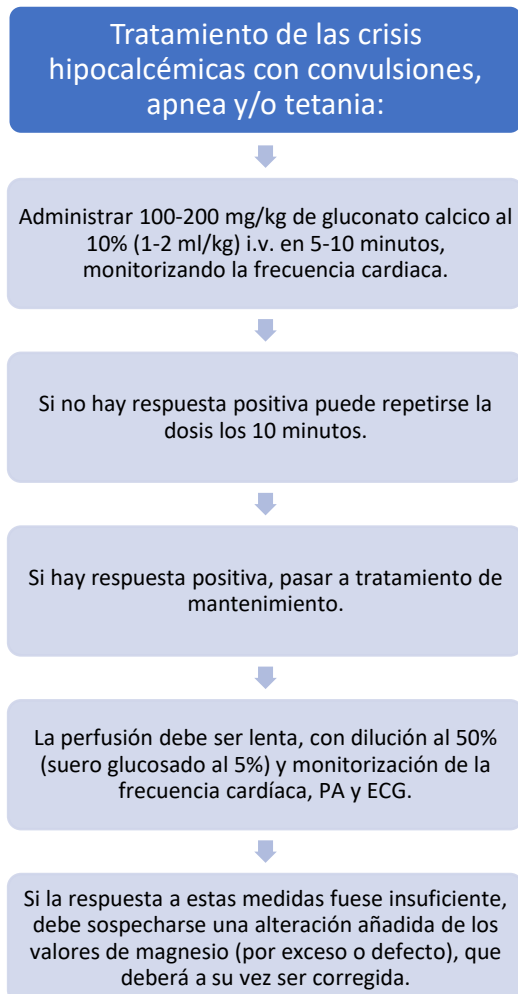 Tratamiento de las crisis
hipocalcémicas con convulsiones,
apnea y/o tetania:
Administrar 100-200 mg/kg de gluconato calcico al
10% (1-2 ml/kg) i.v. en 5-10 minutos,
monitorizando la frecuencia cardiaca.
Si no hay respuesta positiva puede repetirse la
dosis los 10 minutos.
Si hay respuesta positiva, pasar a tratamiento de
mantenimiento.
La perfusión debe ser lenta, con dilución al 50%
(suero glucosado al 5%) y monitorización de la
frecuencia cardíaca, PA y ECG.
Si la respuesta a estas medidas fuese insuficiente,
debe sospecharse una alteración añadida de los
valores de magnesio (por exceso o defecto), que
deberá a su vez ser corregida.